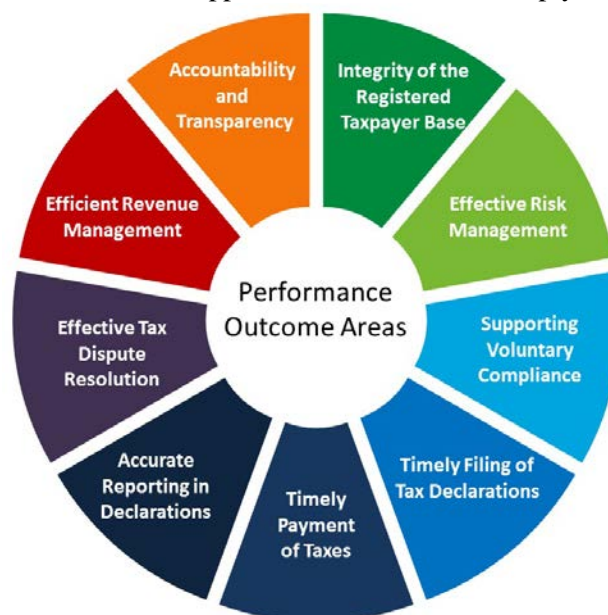 Accountability
and
Transparency
Integrity of the
Registered
Taxpayer Base
Effective Risk
Management
Supporting
Voluntary
Compliance
Timely Filing of
Tax Declarations
Timely
Payment
of Taxes
Accurate
Reporting in
Declarations
Effective Tax
Dispute
Resolution
Efficient Revenue
Management
Performance
Outcome Areas